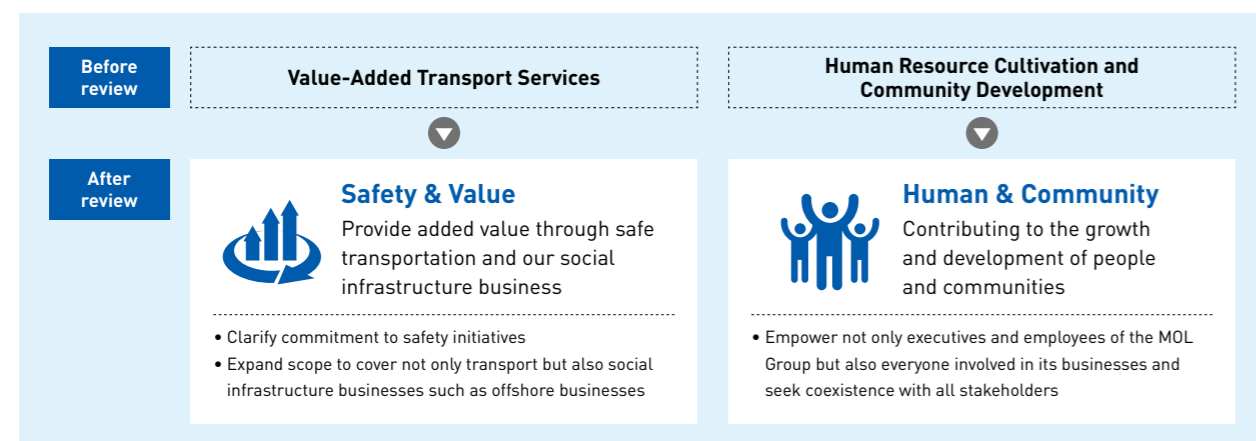 Before
review
Value-Added Transport Services
Human Resource Cultivation and
Community Development
After
review
Safety & Value
Provide added value through safe
transportation and our social
infrastructure business
• Clarify commitment to safety initiatives
• Expand scope to cover not only transport but also social
infrastructure businesses such as offshore businesses
Human & Community
Contributing to the growth
and development of people
and communities
• Empower not only executives and employees of the MOL
Group but also everyone involved in its businesses and
seek coexistence with all stakeholders